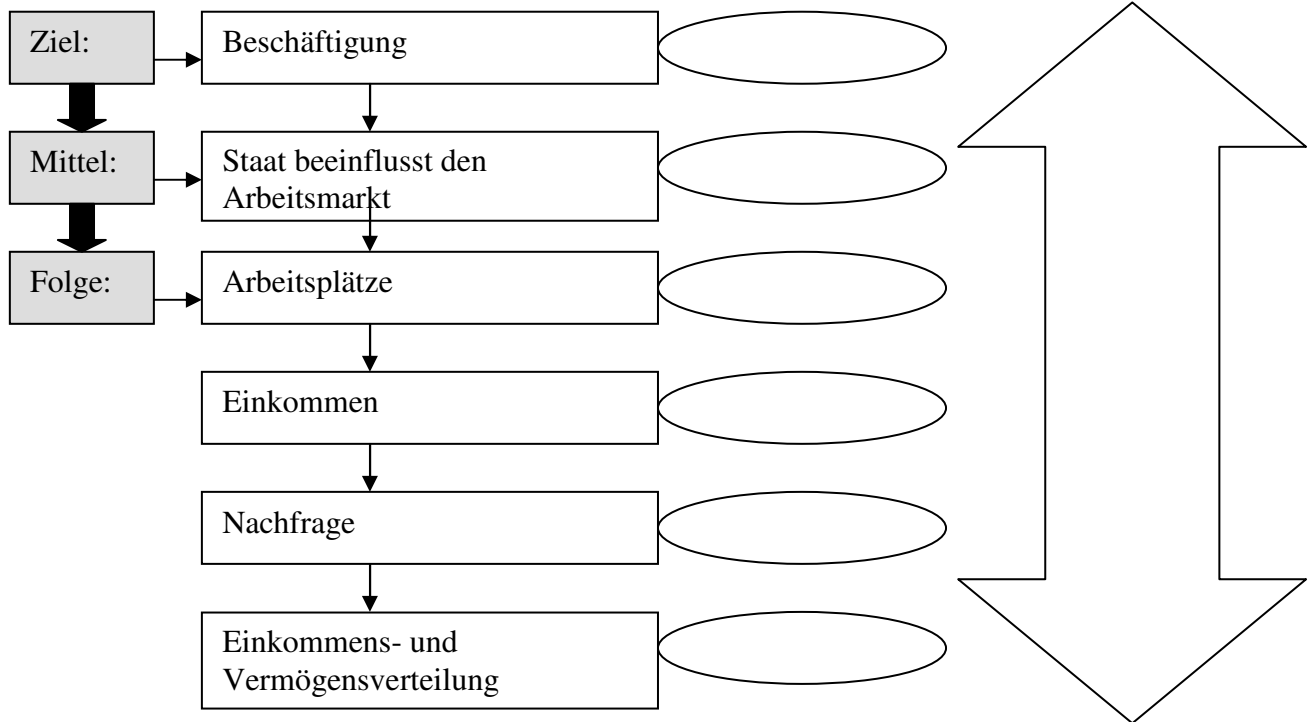 Ziel:
Beschäftigung
Mittel:
Staat beeinflusst den
Arbeitsmarkt
Folge:
Arbeitsplätze
Einkommen
Nachfrage
Einkommens- und
Vermögensverteilung